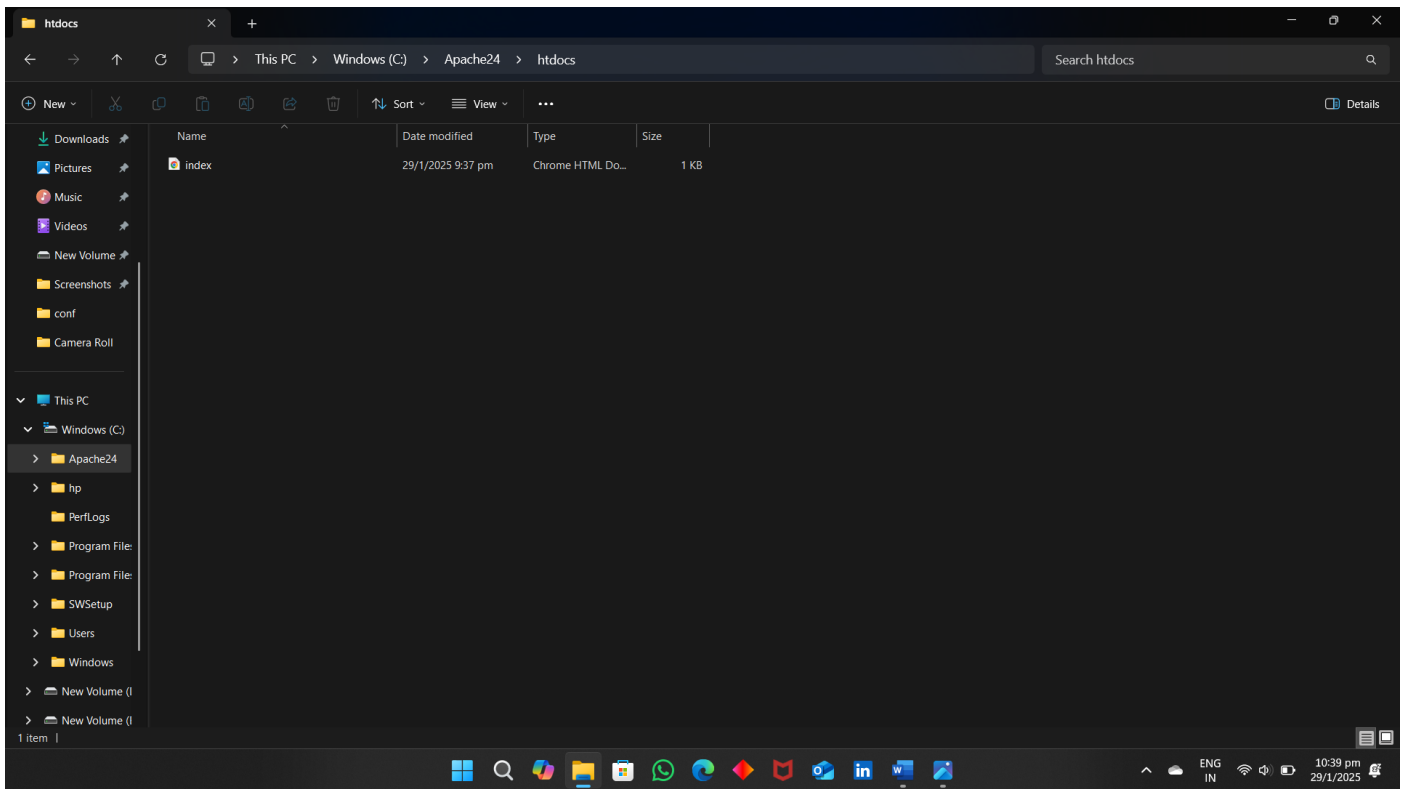 htdocs
This PC > Windows (C:) > Apache24 > htdocs
Search htdocs
New
Sort
View
Details
Downloads
Pictures
Music
Videos
New Volume
Screenshots
conf
Camera Roll
This PC
Windows (C:)
Apache24
hp
PerfLogs
Program File
Program File
SWSetup
Users
Windows
New Volume (
New Volume (
Name Date modified Type Size
index 29/1/2025 9:37 pm Chrome HTML Do... 1 KB
1 item
ENG
IN
10:39 pm
29/1/2025